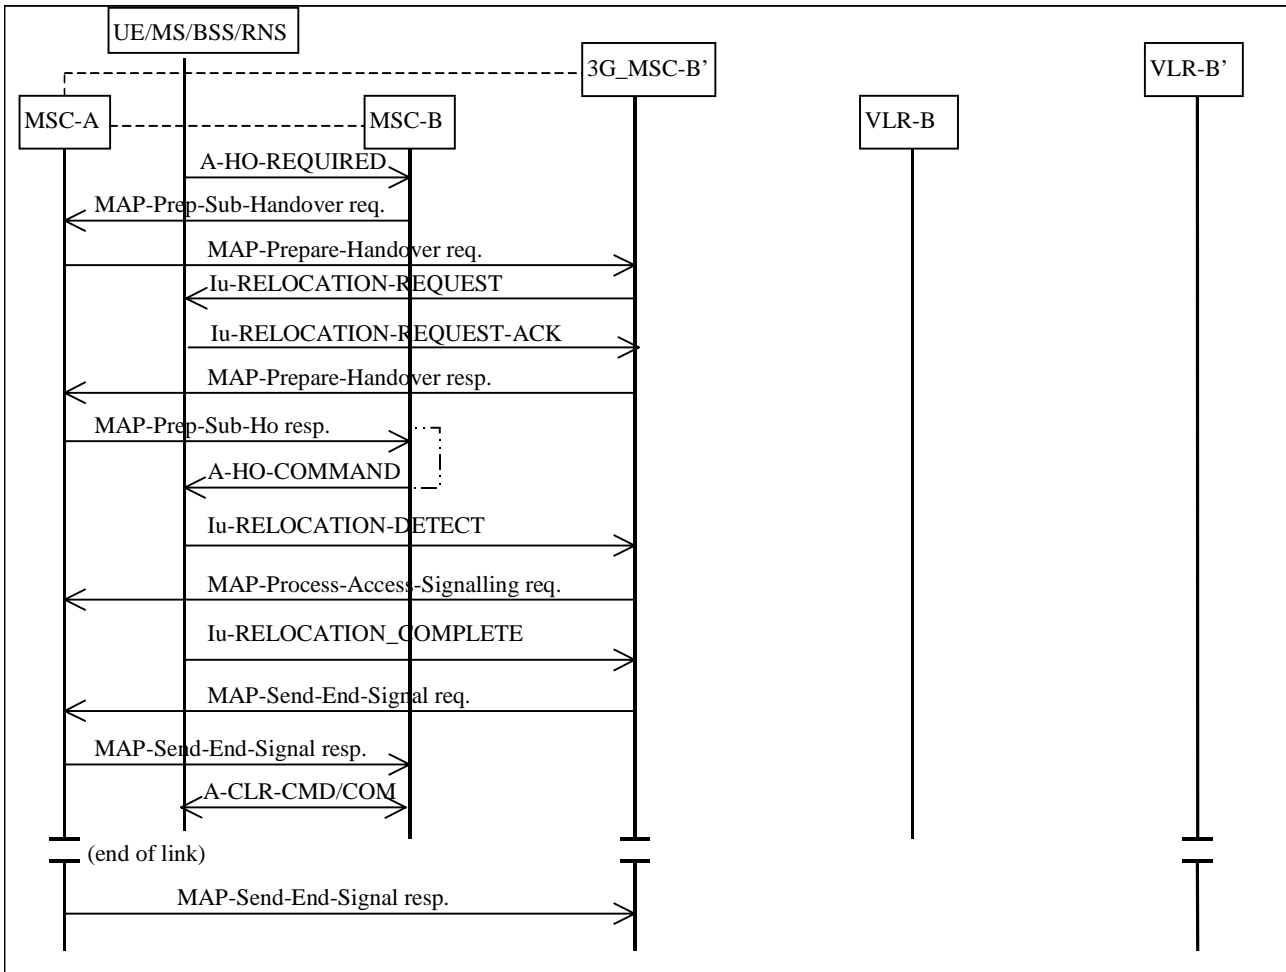 UE/MS/BSS/RNS
3G_MSC-B’
VLR-B’
MSC-A
MSC-B
VLR-B
A-HO-REQUIRED
MAP-Prep-Sub-Handover req.
MAP-Prepare-Handover req.
Iu-RELOCATION-REQUEST
Iu-RELOCATION-REQUEST-ACK
MAP-Prepare-Handover resp.
MAP-Prep-Sub-Ho resp.
A-HO-COMMAND
Iu-RELOCATION-DETECT
MAP-Process-Access-Signalling req.
Iu-RELOCATION_COMPLETE
MAP-Send-End-Signal req.
MAP-Send-End-Signal resp.
A-CLR-CMD/COM
(end of link)
MAP-Send-End-Signal resp.